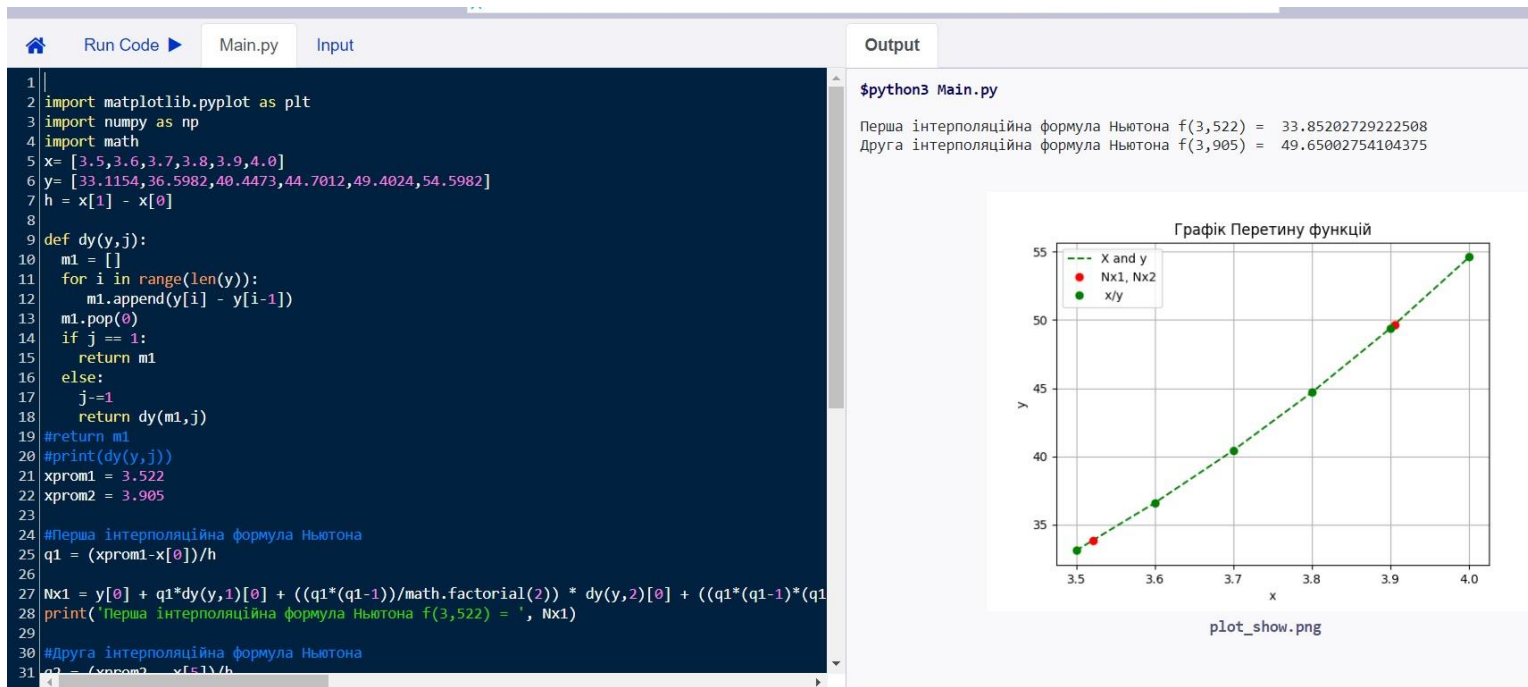 Run Code ▶ Main.py Input
1
2 import matplotlib.pyplot as plt
3 import numpy as np
4 import math
5 x= [3.5,3.6,3.7,3.8,3.9,4.0]
6 y= [33.1154,36.5982,40.4473,44.7012,49.4024,54.5982]
7 h = x[1] - x[0]
8
9 def dy(y,j):
10 m1 = []
11 for i in range(len(y)):
12 m1.append(y[i] - y[i-1])
13 m1.pop(0)
14 if j == 1:
15 return m1
16 else:
17 j-=1
18 return dy(m1,j)
19 #return m1
20 #print(dy(y,j))
21 xprom1 = 3.522
22 xprom2 = 3.905
23
24 #Перша інтерполяційна формула Ньютона
25 q1 = (xprom1-x[0])/h
26
27 Nx1 = y[0] + q1*dy(y,1)[0] + ((q1*(q1-1))/math.factorial(2)) * dy(y,2)[0] + ((q1*(q1-1)*(q1
28 print('Перша інтерполяційна формула Ньютона f(3,522) = ', Nx1)
29
30 #Друга інтерполяційна формула Ньютона
31 q2 = (xprom2 - x[5])/h
Output
$python3 Main.py
Перша інтерполяційна формула Ньютона f(3,522) = 33.85202729222508
Друга інтерполяційна формула Ньютона f(3,905) = 49.65002754104375
Графік Перетину функцій
X and y
Nx1, Nx2
x/y
55
50
45
40
35
y
3.5 3.6 3.7 3.8 3.9 4.0
x
plot_show.png